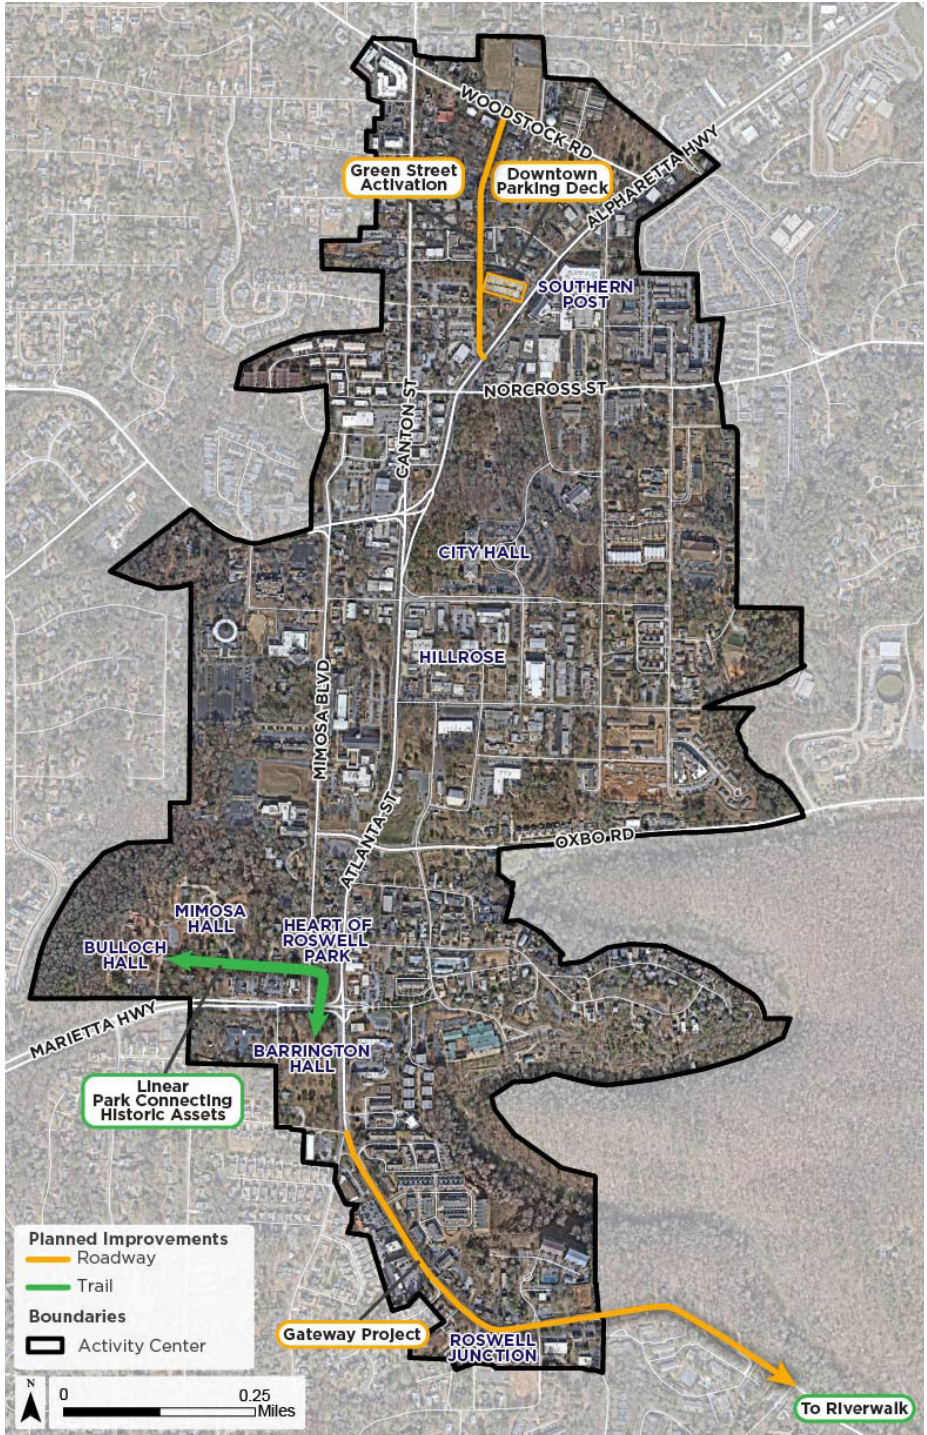 WOODSTOCK RD
Green Street
Activation
Downtown
Parking Deck
ALPHARETTA HWY
SOUTHERN
POST
CANTON ST
NORCROSS ST
CITY HALL
HILLROSE
MIMOSA BLVD
ATLANTA ST
OXBO RD
MIMOSA
HALL
BULLOCH
HALL
HEART OF
ROSWELL
PARK
MARIETTA HWY
BARRINGTON
HALL
Linear
Park Connecting
Historic Assets
Planned Improvements
Roadway
Trail
Boundaries
Activity Center
Gateway Project
ROSWELL
JUNCTION
N
0 0.25
Miles
To Riverwalk